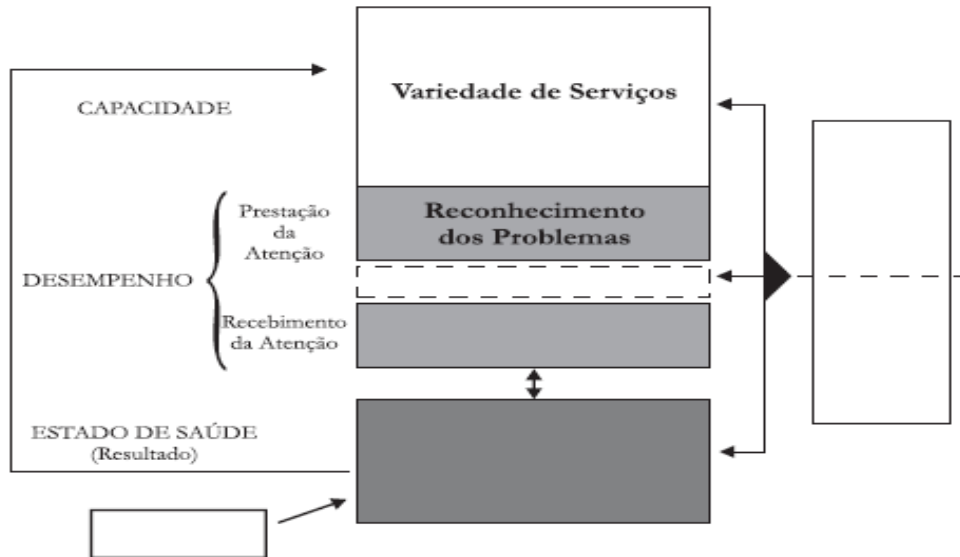 Variedade de Serviços
CAPACIDADE
Reconhecimento
dos Problemas
Prestação
da
Atenção
DESEMPENHO
Recebimento
da Atenção
ESTADO DE SAÚDE
(Resultado)